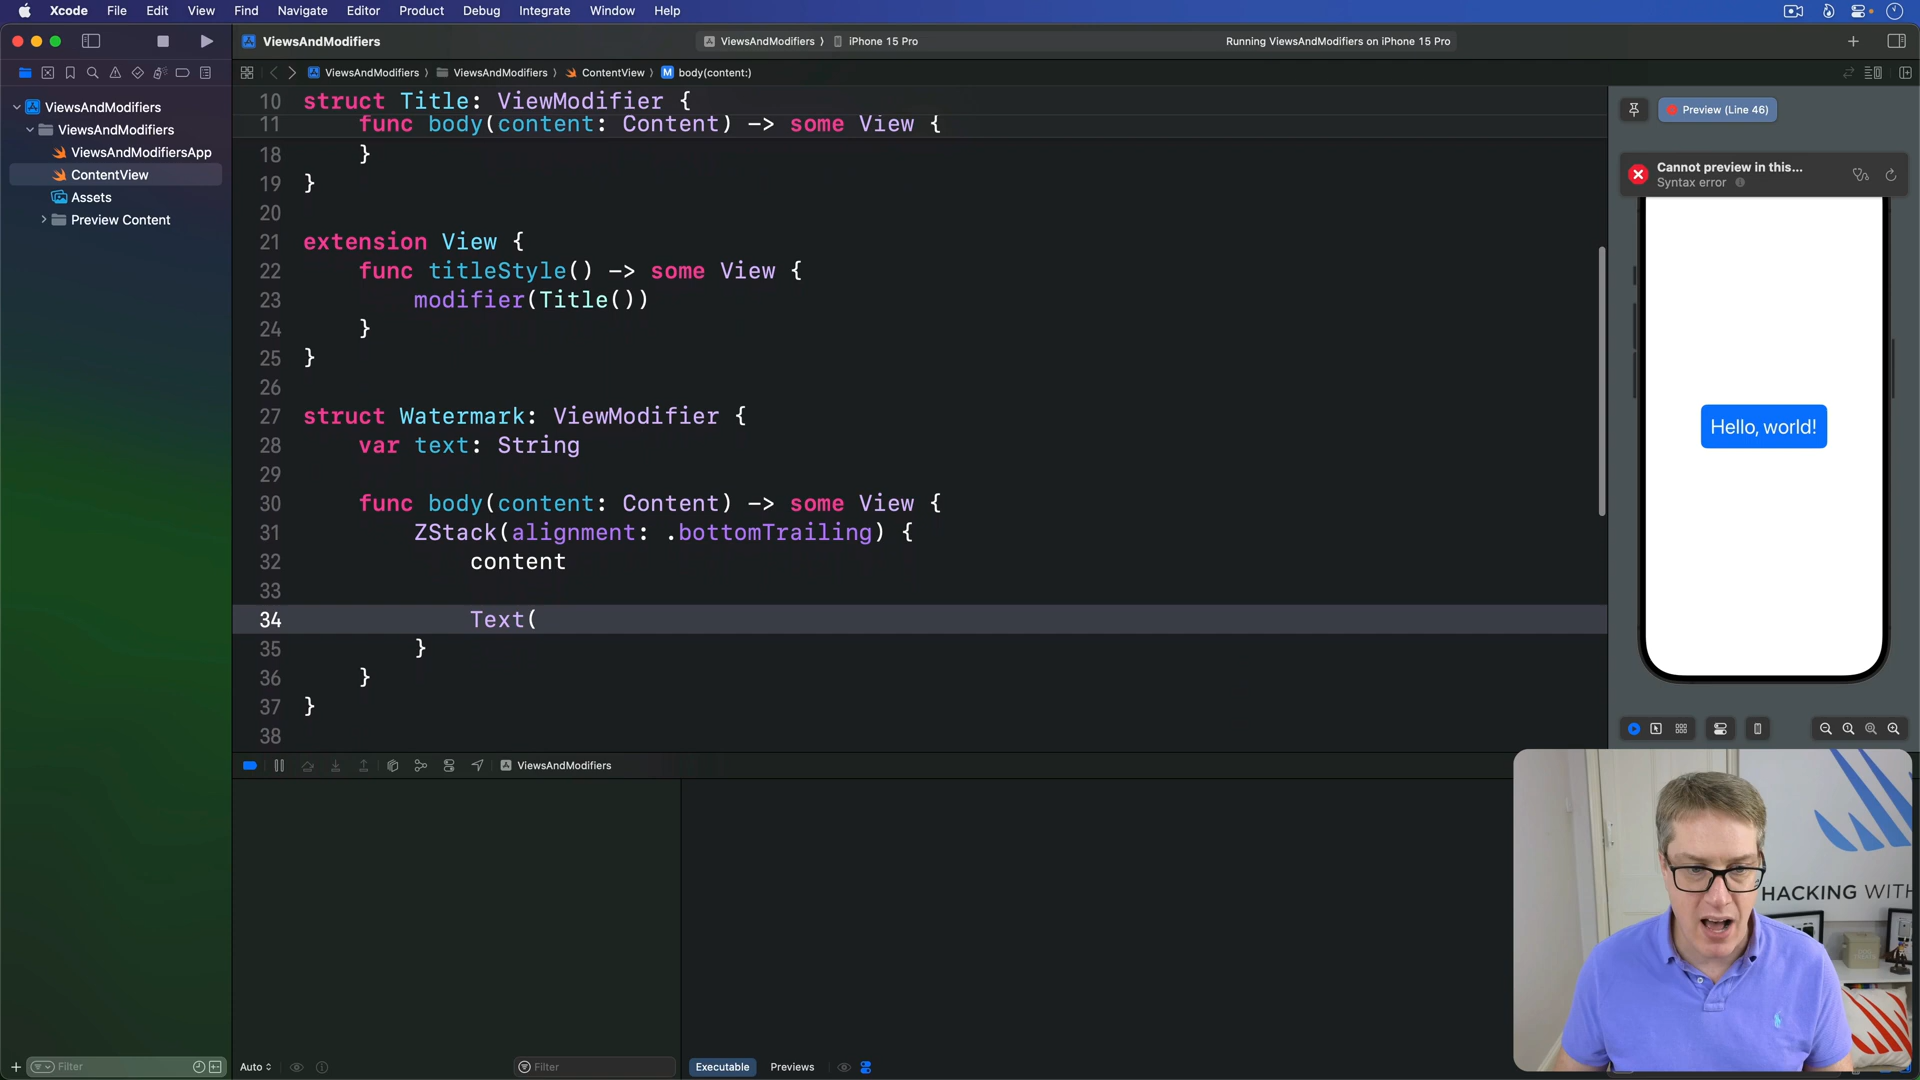 Xcode File Edit View Find Navigate Editor Product Debug Integrate Window Help
ViewsAndModifiers
ViewsAndModifiers
iPhone 15 Pro
Running ViewsAndModifiers on iPhone 15 Pro
ViewsAndModifiers
ViewsAndModifiers
ContentView
M body(content:)
ViewsAndModifiers
ViewsAndModifiers
ViewsAndModifiersApp
ContentView
Assets
Preview Content
10 struct Title: ViewModifier {
11 func body(content: Content) -> some View {
18 }
19 }
20
21 extension View {
22 func titleStyle() -> some View {
23 modifier(Title())
24 }
25 }
26
27 struct Watermark: ViewModifier {
28 var text: String
29
30 func body(content: Content) -> some View {
31 ZStack(alignment: .bottomTrailing) {
32 content
33
34 Text(
35 }
36 }
37 }
38
Preview (Line 46)
Cannot preview in this...
Syntax error
Hello, world!
ViewsAndModifiers
HACKING WITH
Filter
Auto
Filter
Executable
Previews